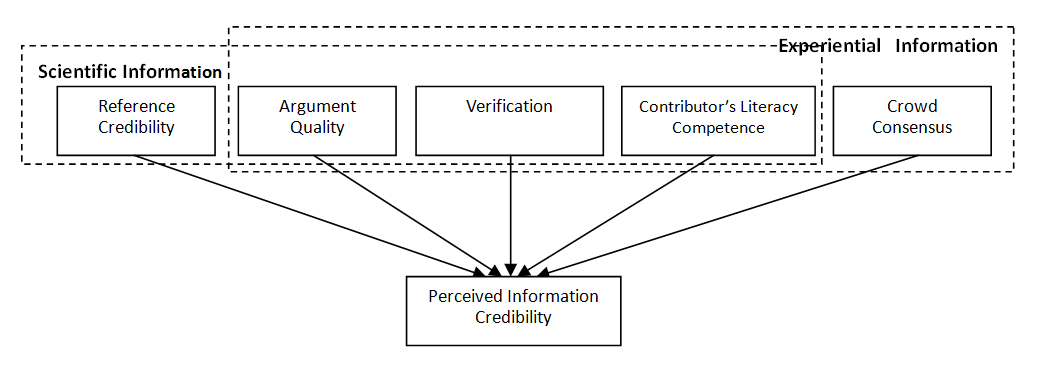 Experiential Information
Scientific Information
Reference
Credibility
Argument
Quality
Verification
Contributor's Literacy
Competence
Crowd
Consensus
Perceived Information
Credibility